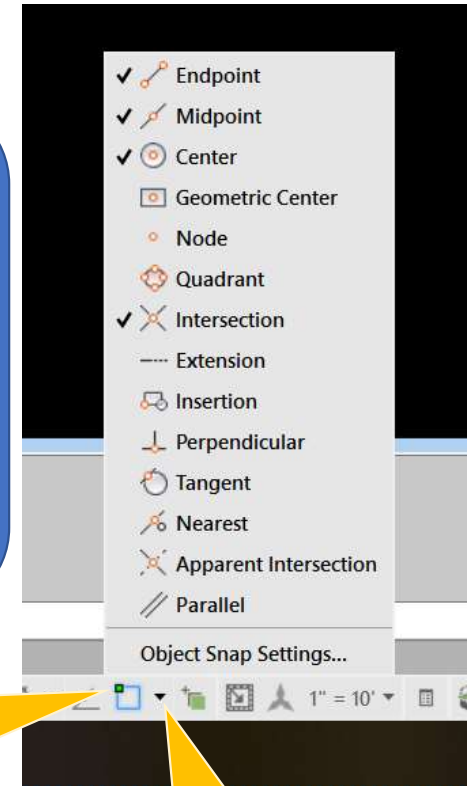 Endpoint
Midpoint
Center
Geometric Center
Node
Quadrant
Intersection
Extension
Insertion
Perpendicular
Tangent
Nearest
Apparent Intersection
Parallel
Object Snap Settings...
1" = 10'